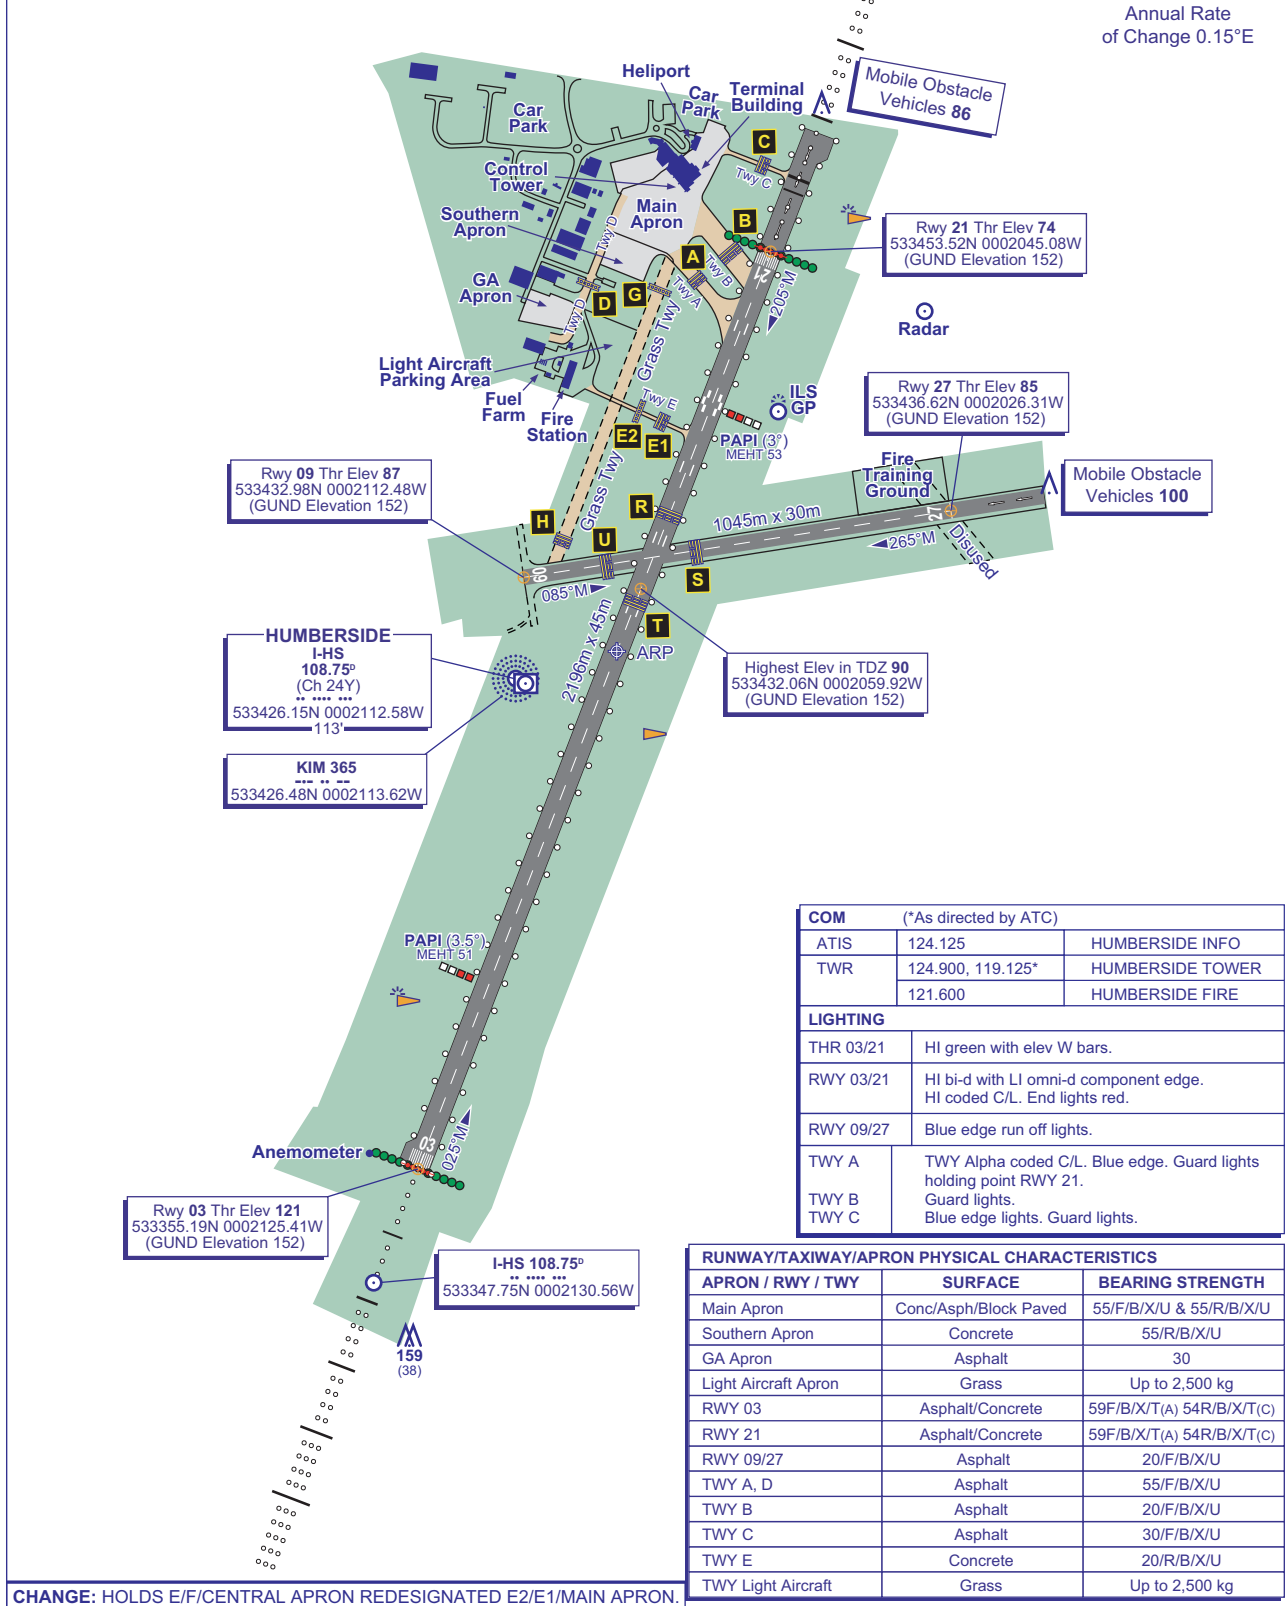 Annual Rate
of Change 0.15°E
Mobile Obstacle
Vehicles 86
Heliport
Car
Park
Terminal
Building
Car
Park
C
Twy C
Control
Tower
Main
Apron
Southern
Apron
Twy D
B
A
Twy B
Twy A
21
205°M
Rwy 21 Thr Elev 74
533453.52N 0002045.08W
(GUND Elevation 152)
GA
Apron
D
G
Twy D
Grass Twy
Radar
Light Aircraft
Parking Area
Fuel
Farm
Fire
Station
Twy E
E2
E1
ILS
GP
PAPI (3°)
MEHT 53
Rwy 27 Thr Elev 85
533436.62N 0002026.31W
(GUND Elevation 152)
Rwy 09 Thr Elev 87
533432.98N 0002112.48W
(GUND Elevation 152)
Fire
Training
Ground
Mobile Obstacle
Vehicles 100
Grass Twy
H
U
R
1045m x 30m
27
265°M
Disused
S
09
085°M
T
2196m x 45m
ARP
HUMBERSIDE
I-HS
108.75D
(Ch 24Y)
•• •••• •••
533426.15N 0002112.58W
113'
Highest Elev in TDZ 90
533432.06N 0002059.92W
(GUND Elevation 152)
KIM 365
-•- •• --
533426.48N 0002113.62W
PAPI (3.5°)
MEHT 51
COM (*As directed by ATC)
ATIS 124.125 HUMBERSIDE INFO
TWR 124.900, 119.125* HUMBERSIDE TOWER
121.600 HUMBERSIDE FIRE
LIGHTING
THR 03/21 HI green with elev W bars.
RWY 03/21 HI bi-d with LI omni-d component edge.
HI coded C/L. End lights red.
RWY 09/27 Blue edge run off lights.
TWY A TWY Alpha coded C/L. Blue edge. Guard lights
holding point RWY 21.
TWY B Guard lights.
TWY C Blue edge lights. Guard lights.
Anemometer
03
025°M
Rwy 03 Thr Elev 121
533355.19N 0002125.41W
(GUND Elevation 152)
I-HS 108.75D
•• •••• •••
533347.75N 0002130.56W
159
(38)
RUNWAY/TAXIWAY/APRON PHYSICAL CHARACTERISTICS
APRON / RWY / TWY SURFACE BEARING STRENGTH
Main Apron Conc/Asph/Block Paved 55/F/B/X/U & 55/R/B/X/U
Southern Apron Concrete 55/R/B/X/U
GA Apron Asphalt 30
Light Aircraft Apron Grass Up to 2,500 kg
RWY 03 Asphalt/Concrete 59F/B/X/T(A) 54R/B/X/T(C)
RWY 21 Asphalt/Concrete 59F/B/X/T(A) 54R/B/X/T(C)
RWY 09/27 Asphalt 20/F/B/X/U
TWY A, D Asphalt 55/F/B/X/U
TWY B Asphalt 20/F/B/X/U
TWY C Asphalt 30/F/B/X/U
TWY E Concrete 20/R/B/X/U
TWY Light Aircraft Grass Up to 2,500 kg
CHANGE: HOLDS E/F/CENTRAL APRON REDESIGNATED E2/E1/MAIN APRON.